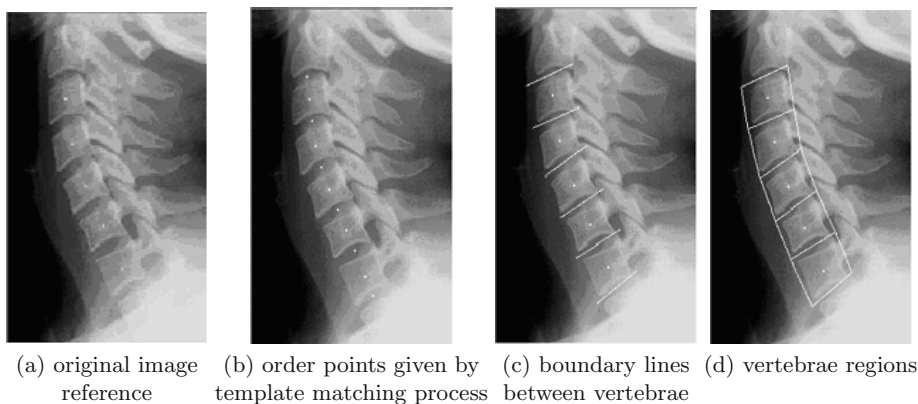 (a) original image reference
(b) order points given by template matching process
(c) boundary lines between vertebrae
(d) vertebrae regions